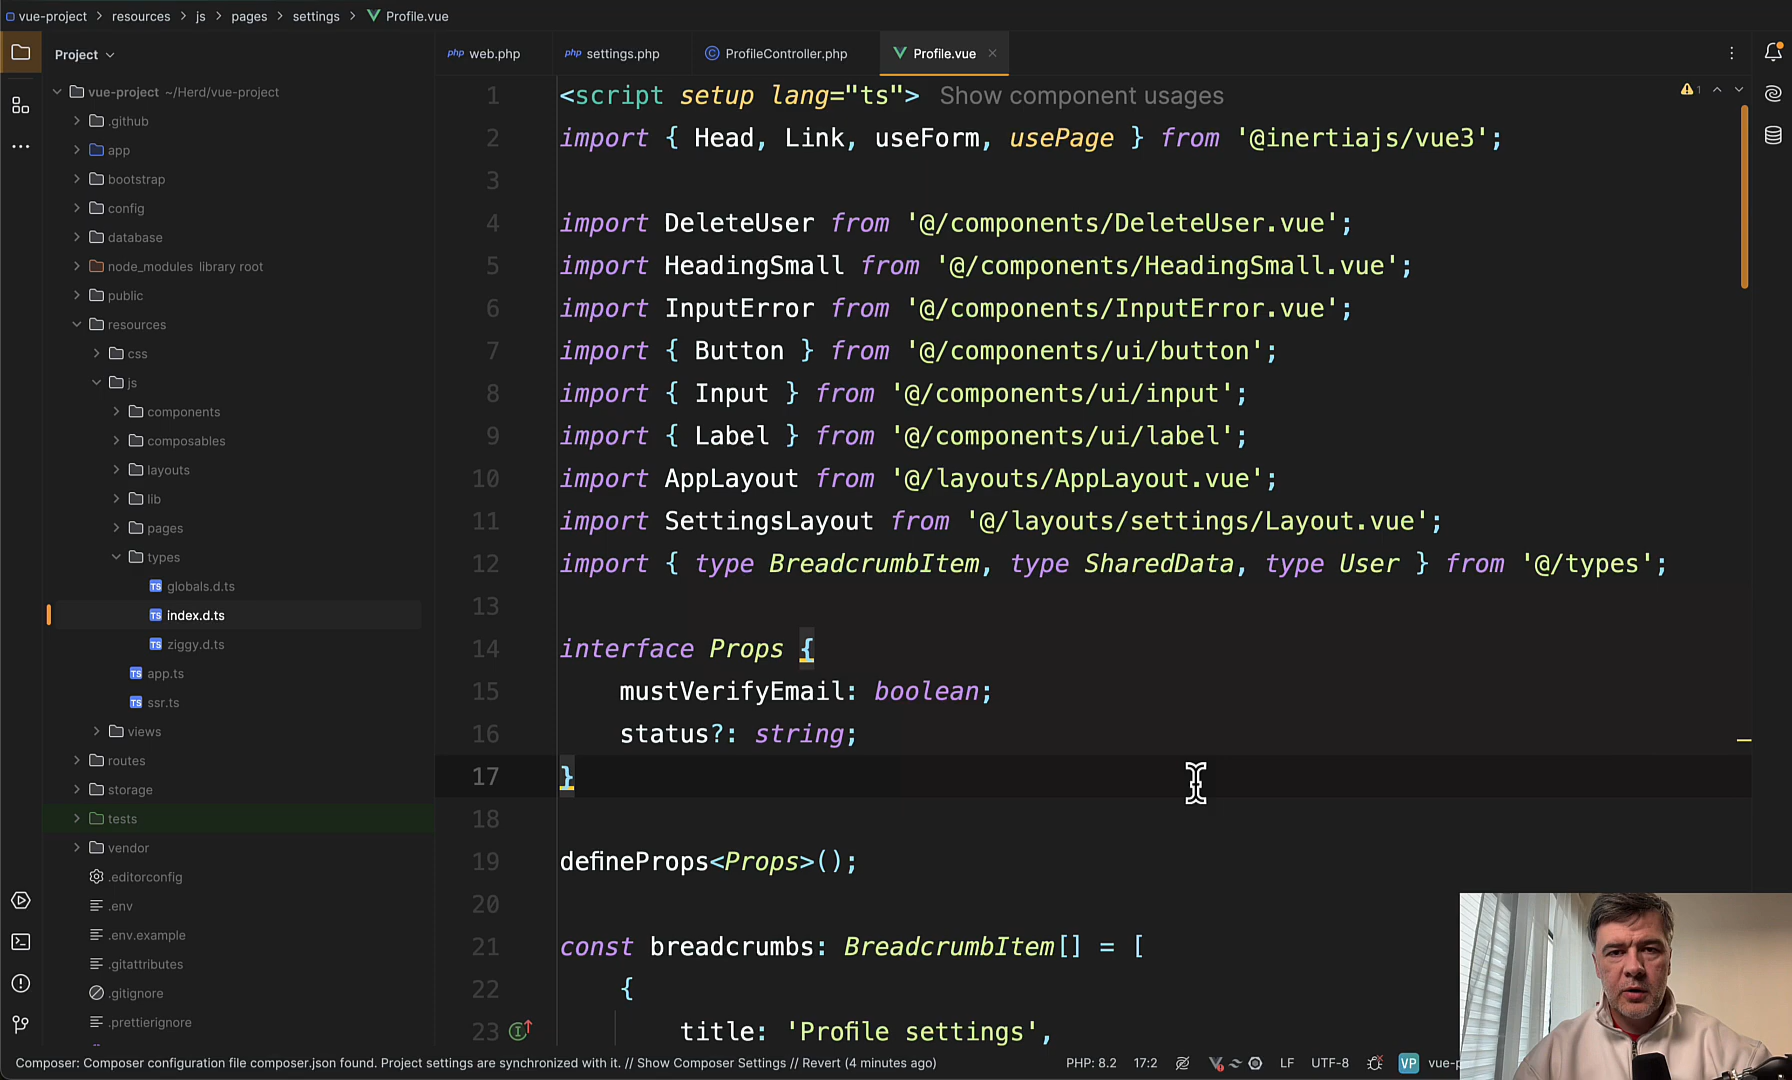 vue-project > resources > js > pages > settings > Profile.vue
Project
php web.php
php settings.php
ProfileController.php
Profile.vue
vue-project ~/Herd/vue-project
.github
app
bootstrap
config
database
node_modules library root
public
resources
css
js
components
composables
layouts
lib
pages
types
TS globals.d.ts
TS index.d.ts
TS ziggy.d.ts
TS app.ts
TS ssr.ts
views
routes
storage
tests
vendor
.editorconfig
.env
.env.example
.gitattributes
.gitignore
.prettierignore
1 <script setup lang="ts"> Show component usages
2 import { Head, Link, useForm, usePage } from '@inertiajs/vue3';
3
4 import DeleteUser from '@/components/DeleteUser.vue';
5 import HeadingSmall from '@/components/HeadingSmall.vue';
6 import InputError from '@/components/InputError.vue';
7 import { Button } from '@/components/ui/button';
8 import { Input } from '@/components/ui/input';
9 import { Label } from '@/components/ui/label';
10 import AppLayout from '@/layouts/AppLayout.vue';
11 import SettingsLayout from '@/layouts/settings/Layout.vue';
12 import { type BreadcrumbItem, type SharedData, type User } from '@/types';
13
14 interface Props {
15 mustVerifyEmail: boolean;
16 status?: string;
17 }
18
19 defineProps<Props>();
20
21 const breadcrumbs: BreadcrumbItem[] = [
22 {
23 title: 'Profile settings',
1
Composer: Composer configuration file composer.json found. Project settings are synchronized with it. // Show Composer Settings // Revert (4 minutes ago)
PHP: 8.2
17:2
LF
UTF-8
VP